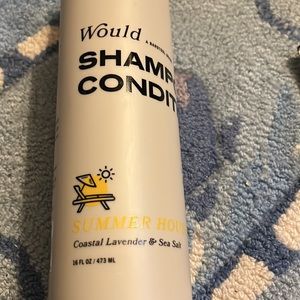 Would
SHAMP
CONDIT
SUMMER HOU
Coastal Lavender & Sea Salt
16 FL OZ / 473 ML